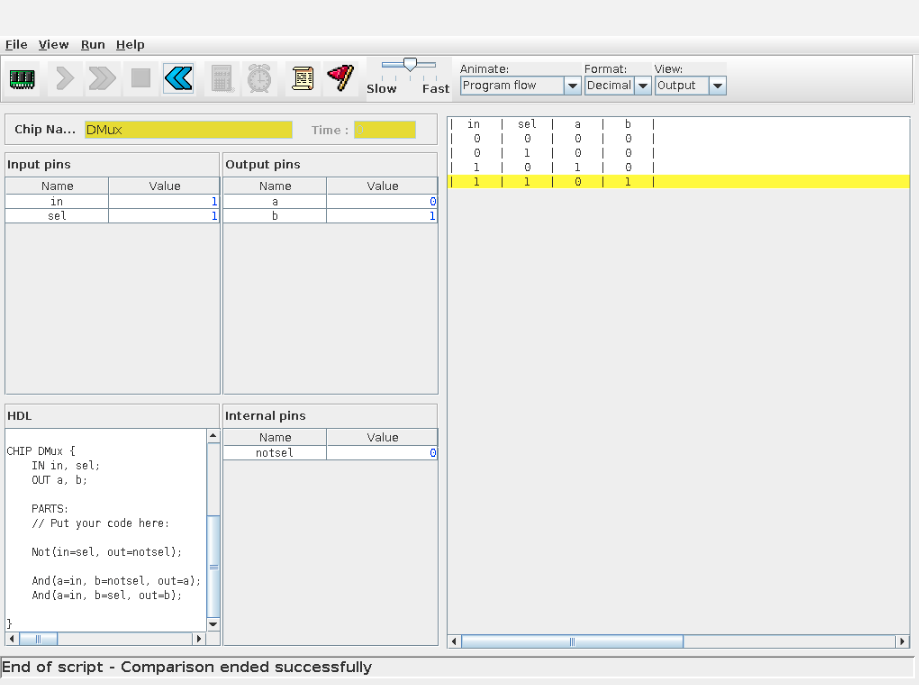 File View Run Help
Slow Fast
Animate: Format: View:
Program flow Decimal Output
Chip Na... DMux Time :
Input pins
Name Value
in 1
sel 1
Output pins
Name Value
a 0
b 1
HDL
CHIP DMux {
IN in, sel;
OUT a, b;
PARTS:
// Put your code here:
Not(in=sel, out=notsel);
And(a=in, b=notsel, out=a);
And(a=in, b=sel, out=b);
}
Internal pins
Name Value
notsel 0
| in | sel | a | b |
| 0 | 0 | 0 | 0 |
| 0 | 1 | 0 | 0 |
| 1 | 0 | 1 | 0 |
| 1 | 1 | 0 | 1 |
End of script - Comparison ended successfully